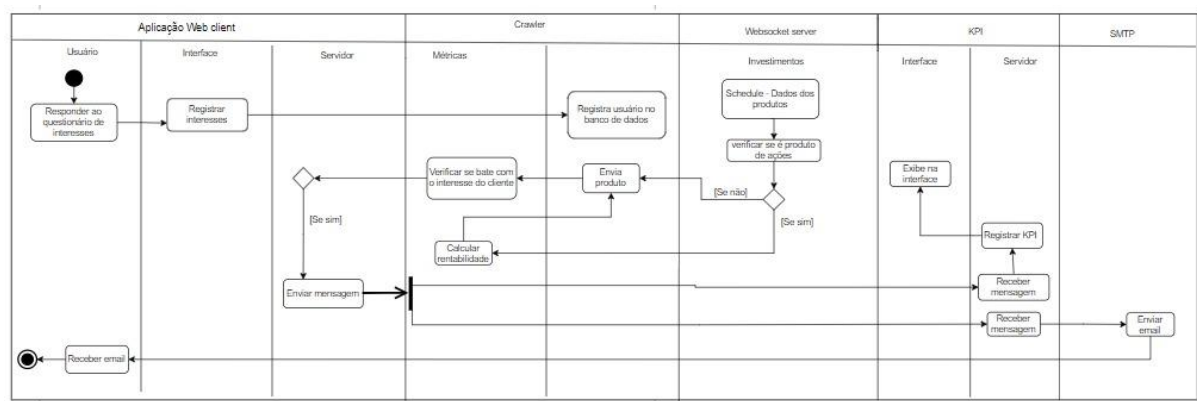 Aplicação Web client
Crawler
Websocket server
KPI
SMTP
Usuário
Interface
Servidor
Métricas
Investimentos
Interface
Servidor
Responder ao
questionário de
interesses
Registrar
interesses
Registra usuário no
banco de dados
Schedule - Dados dos
produtos
verificar se é produto
de ações
Verificar se bate com
o interesse do cliente
Envia
produto
[Se não]
[Se sim]
Exibe na
interface
[Se sim]
Calcular
rentabilidade
Registrar KPI
Enviar mensagem
Receber
mensagem
Receber
mensagem
Enviar
email
Receber email